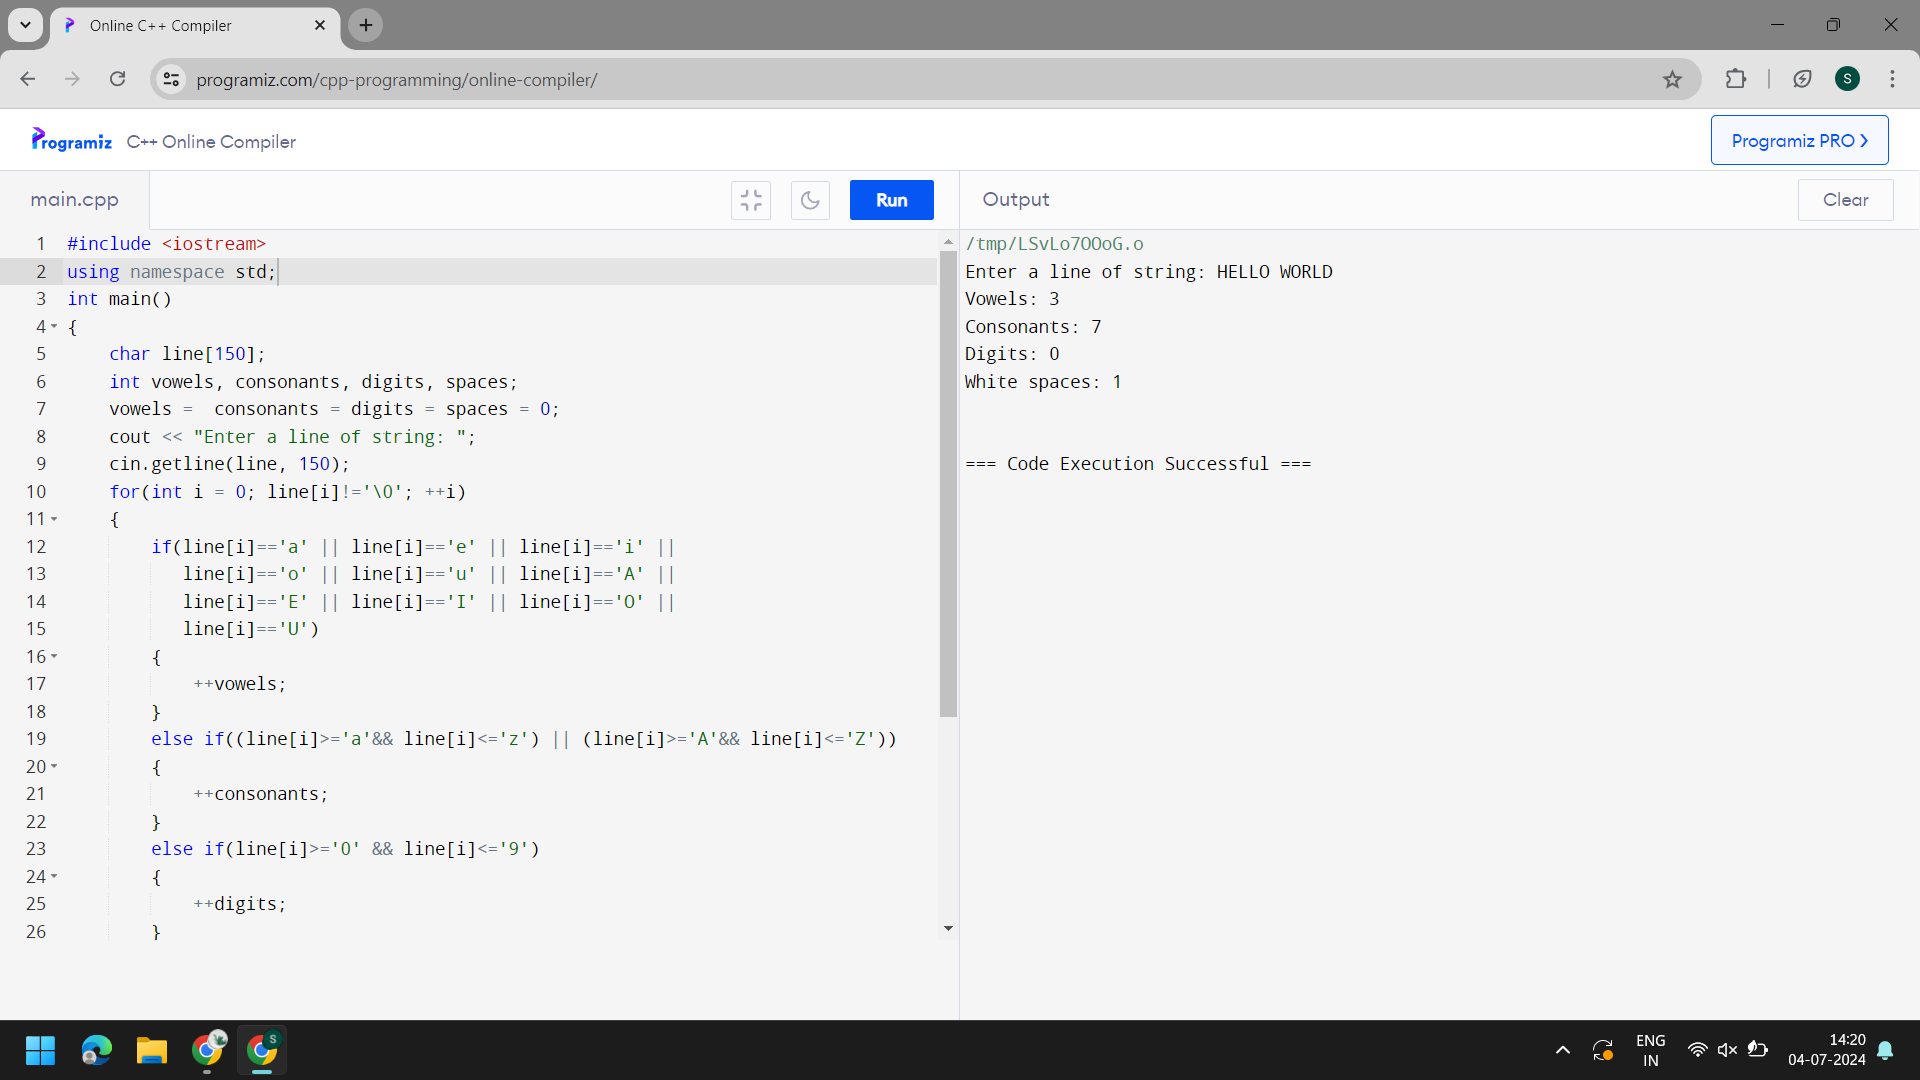 Online C++ Compiler
programiz.com/cpp-programming/online-compiler/
S
Programiz C++ Online Compiler
Programiz PRO
main.cpp
Run
Output
Clear
1 #include <iostream>
2 using namespace std;
3 int main()
4 {
5 char line[150];
6 int vowels, consonants, digits, spaces;
7 vowels =  consonants = digits = spaces = 0;
8 cout << "Enter a line of string: ";
9 cin.getline(line, 150);
10 for(int i = 0; line[i]!='\0'; ++i)
11 {
12 if(line[i]=='a' || line[i]=='e' || line[i]=='i' ||
13 line[i]=='o' || line[i]=='u' || line[i]=='A' ||
14 line[i]=='E' || line[i]=='I' || line[i]=='O' ||
15 line[i]=='U')
16 {
17 ++vowels;
18 }
19 else if((line[i]>='a'&& line[i]<='z') || (line[i]>='A'&& line[i]<='Z'))
20 {
21 ++consonants;
22 }
23 else if(line[i]>='0' && line[i]<='9')
24 {
25 ++digits;
26 }
/tmp/LSvLo7OOoG.o
Enter a line of string: HELLO WORLD
Vowels: 3
Consonants: 7
Digits: 0
White spaces: 1
=== Code Execution Successful ===
S
ENG
IN
14:20
04-07-2024